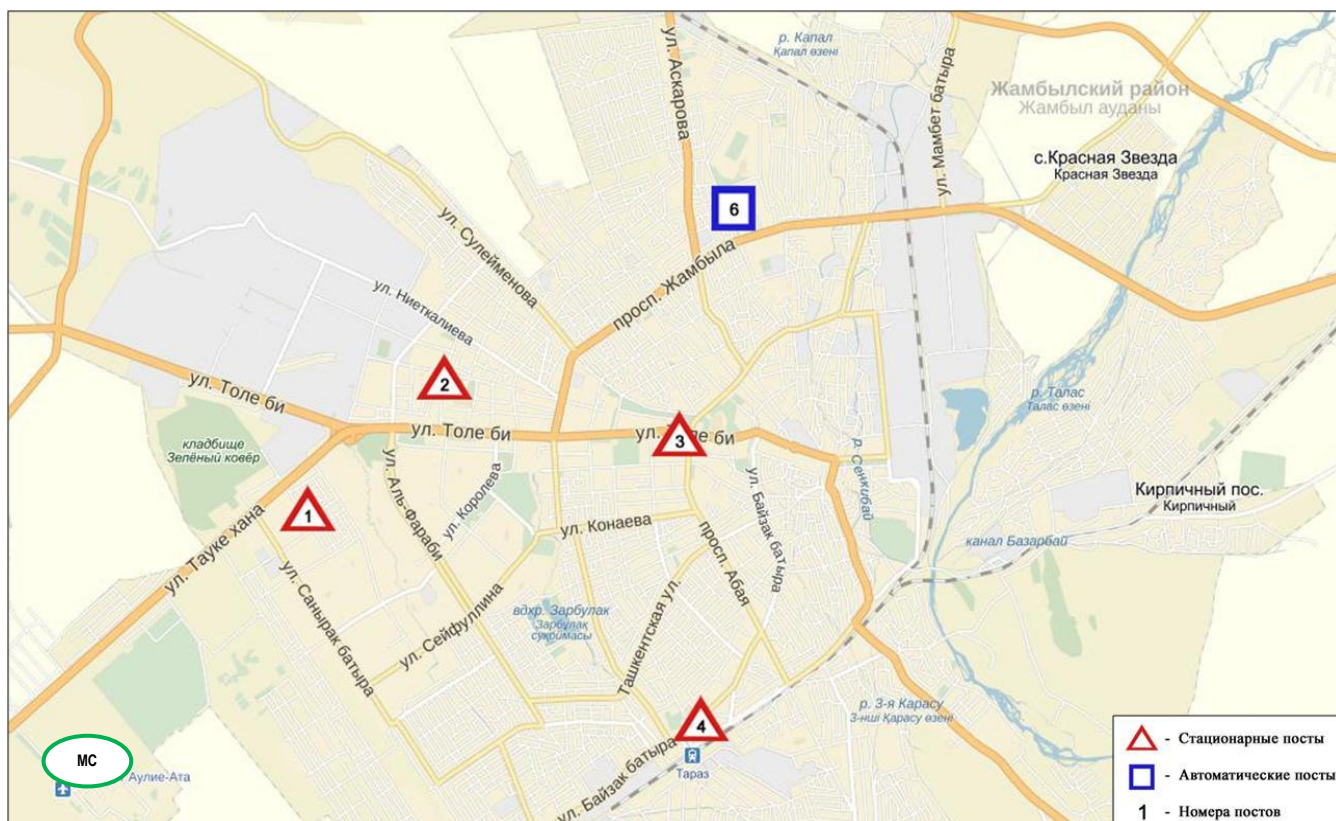 ул. Аскарова
р. Капал
Қапал өзені
ул. Мамбет батыра
Жамбылский район
Жамбыл ауданы
с.Красная Звезда
Красная Звезда
6
ул. Сулейменова
просп. Жамбыла
ул. Ниеткалиева
2
ул. Толе би
р. Талас
Талас өзені
ул. Толе би
ул. Толе би
3
кладбище
Зелёный ковёр
ул. Аль-Фараби
ул. Королева
ул. Байзак батыра
р. Сенкибай
Кирпичный пос.
Кирпичный
1
ул. Конаева
канал Базарбай
ул. Тауке хана
просп. Абая
ул. Санырак батыра
ул. Сейфуллина
вдхр. Зарбулак
Зарбұлақ
суқоймасы
Ташкентская ул.
4
р. 3-я Карасу
3-нші Қарасу өзені
ул. Байзак батыра
Тараз
МС
Аулие-Ата
- Стационарные посты
- Автоматические посты
1 - Номера постов